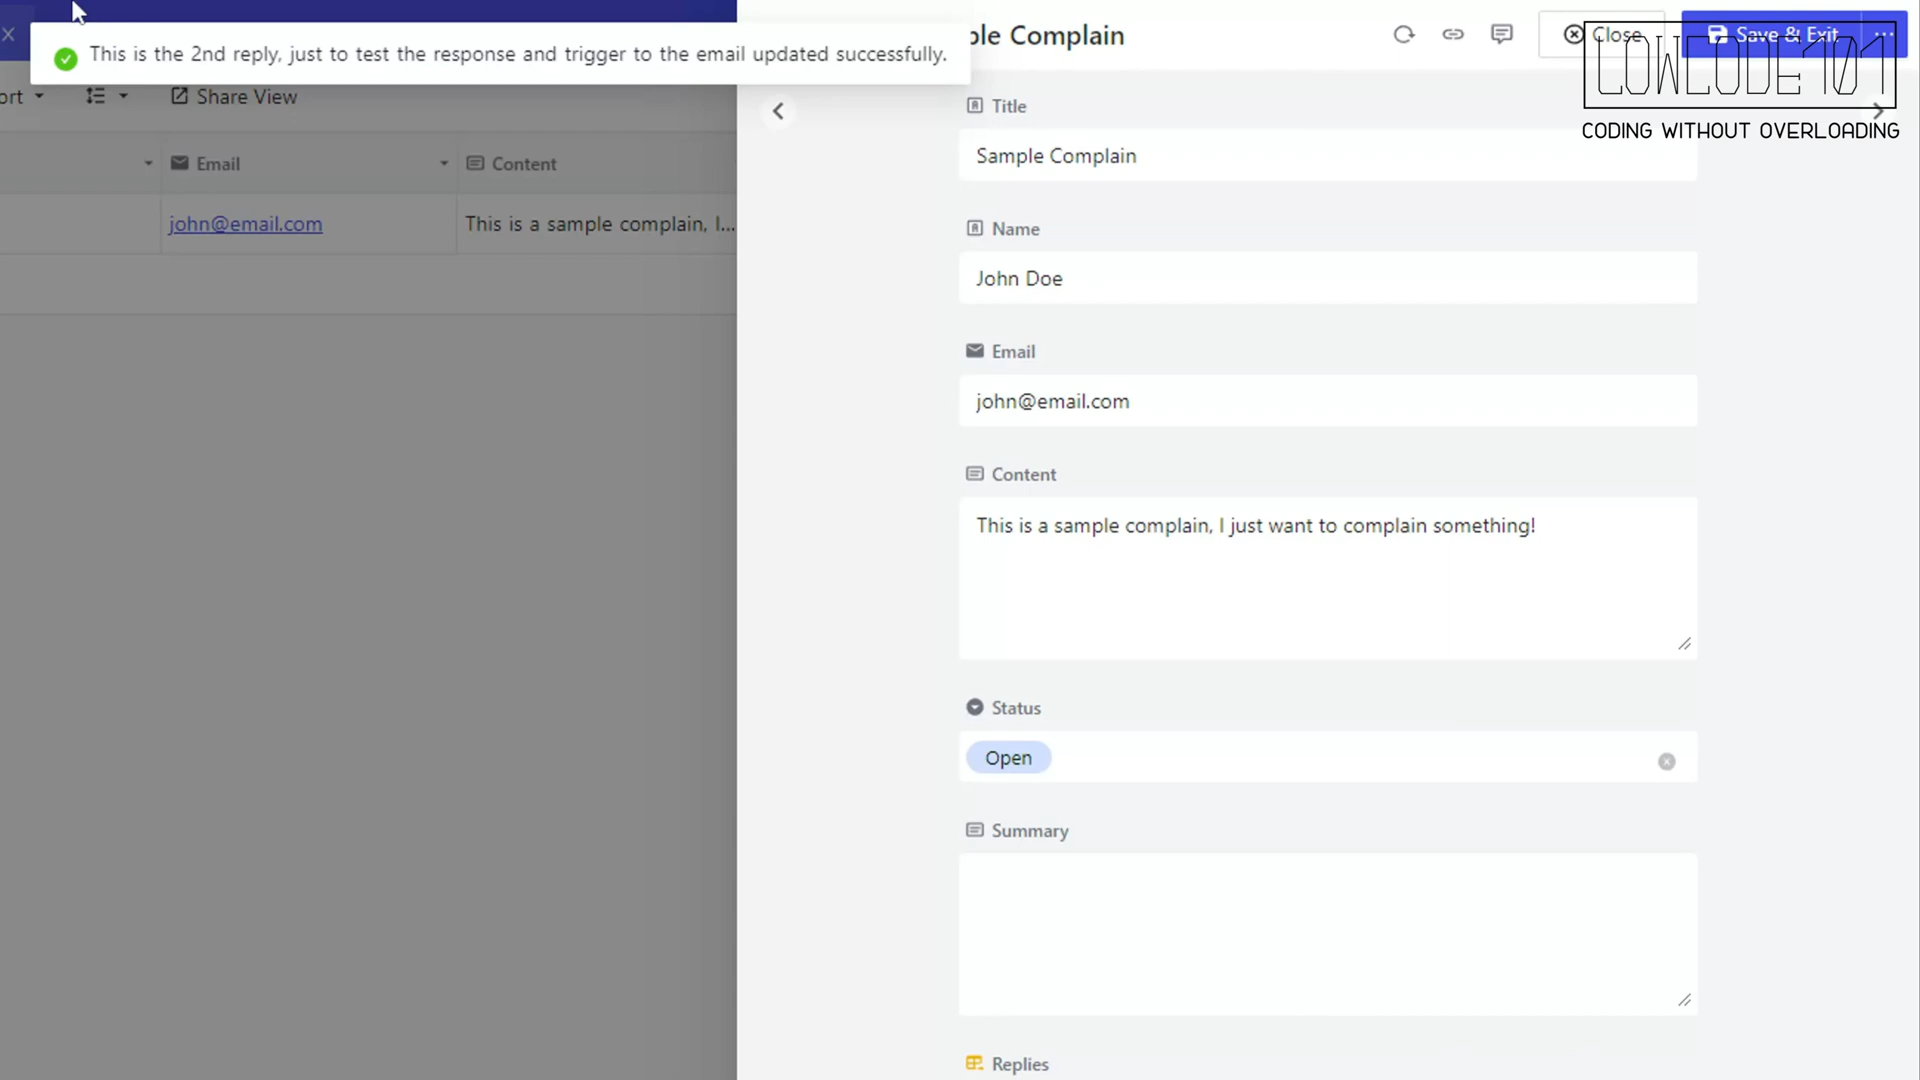 This is the 2nd reply, just to test the response and trigger to the email updated successfully.
ple Complain
Close
Save & Exit
LOWCODE101
CODING WITHOUT OVERLOADING
ort
Share View
Email
Content
john@email.com
This is a sample complain, I...
Title
Sample Complain
Name
John Doe
Email
john@email.com
Content
This is a sample complain, I just want to complain something!
Status
Open
Summary
Replies